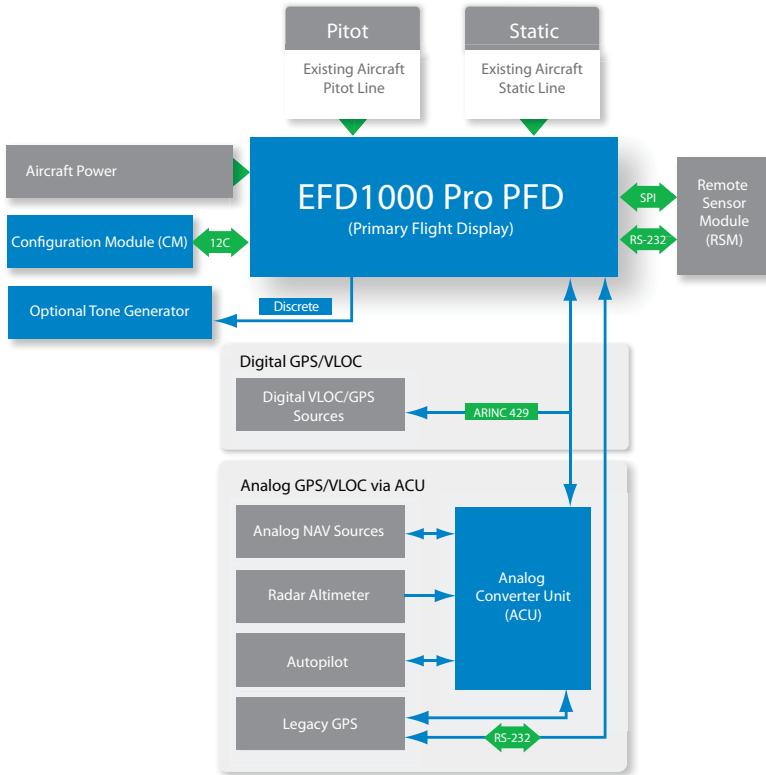 Pitot
Existing Aircraft
Pitot Line
Static
Existing Aircraft
Static Line
Aircraft Power
EFD1000 Pro PFD
(Primary Flight Display)
SPI
RS-232
Remote
Sensor
Module
(RSM)
Configuration Module (CM)
12C
Optional Tone Generator
Discrete
Digital GPS/VLOC
Digital VLOC/GPS
Sources
ARINC 429
Analog GPS/VLOC via ACU
Analog NAV Sources
Radar Altimeter
Autopilot
Legacy GPS
Analog
Converter Unit
(ACU)
RS-232